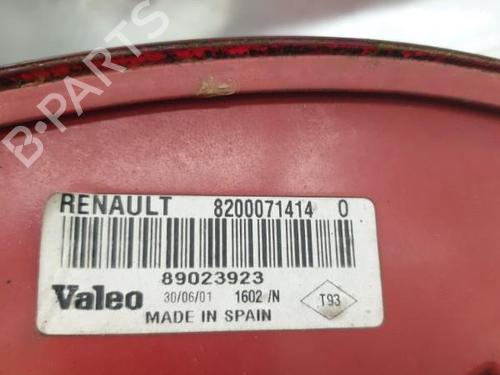 B-PARTS
RENAULT 8200071414 0
89023923
Valeo 30/06/01 1602 /N T93
MADE IN SPAIN